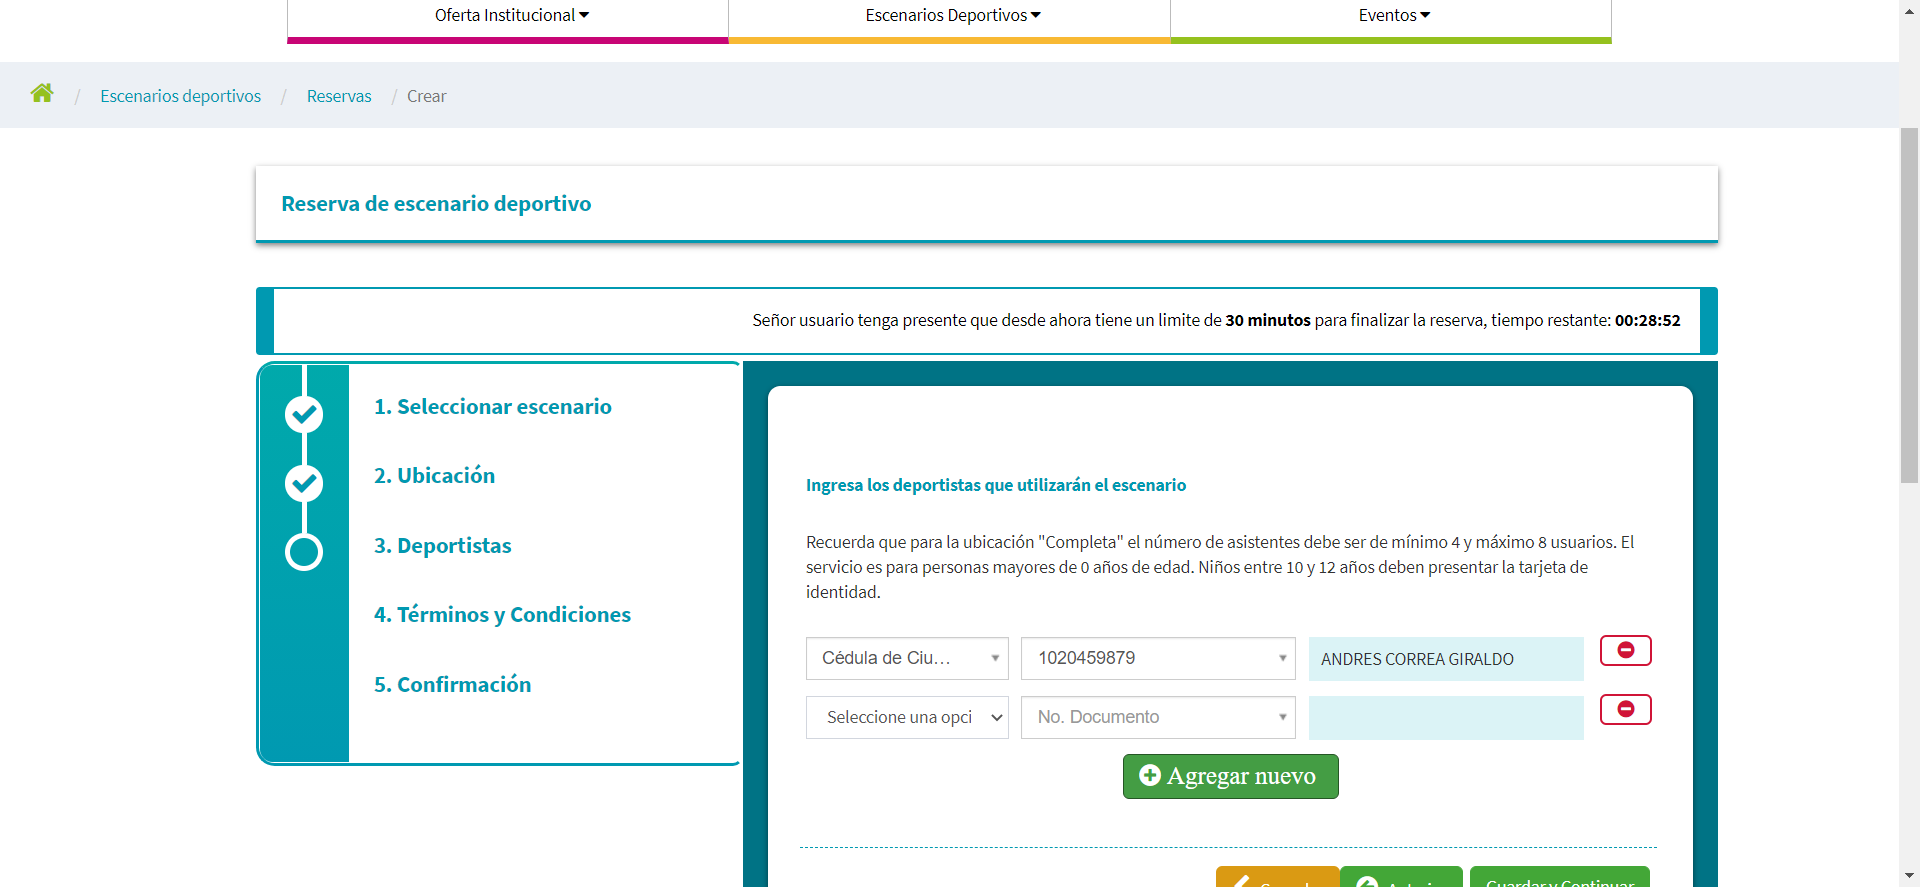 Oferta Institucional
Escenarios Deportivos
Eventos
/ Escenarios deportivos / Reservas / Crear
Reserva de escenario deportivo
Señor usuario tenga presente que desde ahora tiene un limite de 30 minutos para finalizar la reserva, tiempo restante: 00:28:52
1. Seleccionar escenario
2. Ubicación
3. Deportistas
4. Términos y Condiciones
5. Confirmación
Ingresa los deportistas que utilizarán el escenario
Recuerda que para la ubicación "Completa" el número de asistentes debe ser de mínimo 4 y máximo 8 usuarios. El
servicio es para personas mayores de 0 años de edad. Niños entre 10 y 12 años deben presentar la tarjeta de
identidad.
Cédula de Ciu... 1020459879 ANDRES CORREA GIRALDO
Seleccione una opci No. Documento
Agregar nuevo
Guardar y Continuar